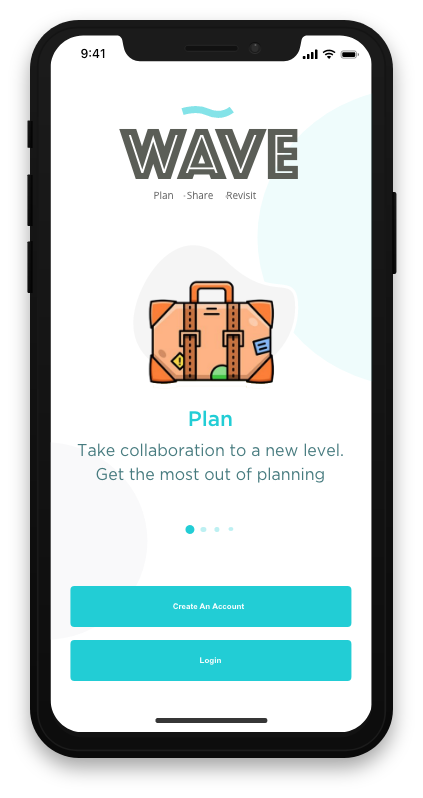 9:41
WAVE
Plan · Share · Revisit
Plan
Take collaboration to a new level.
Get the most out of planning
Create An Account
Login